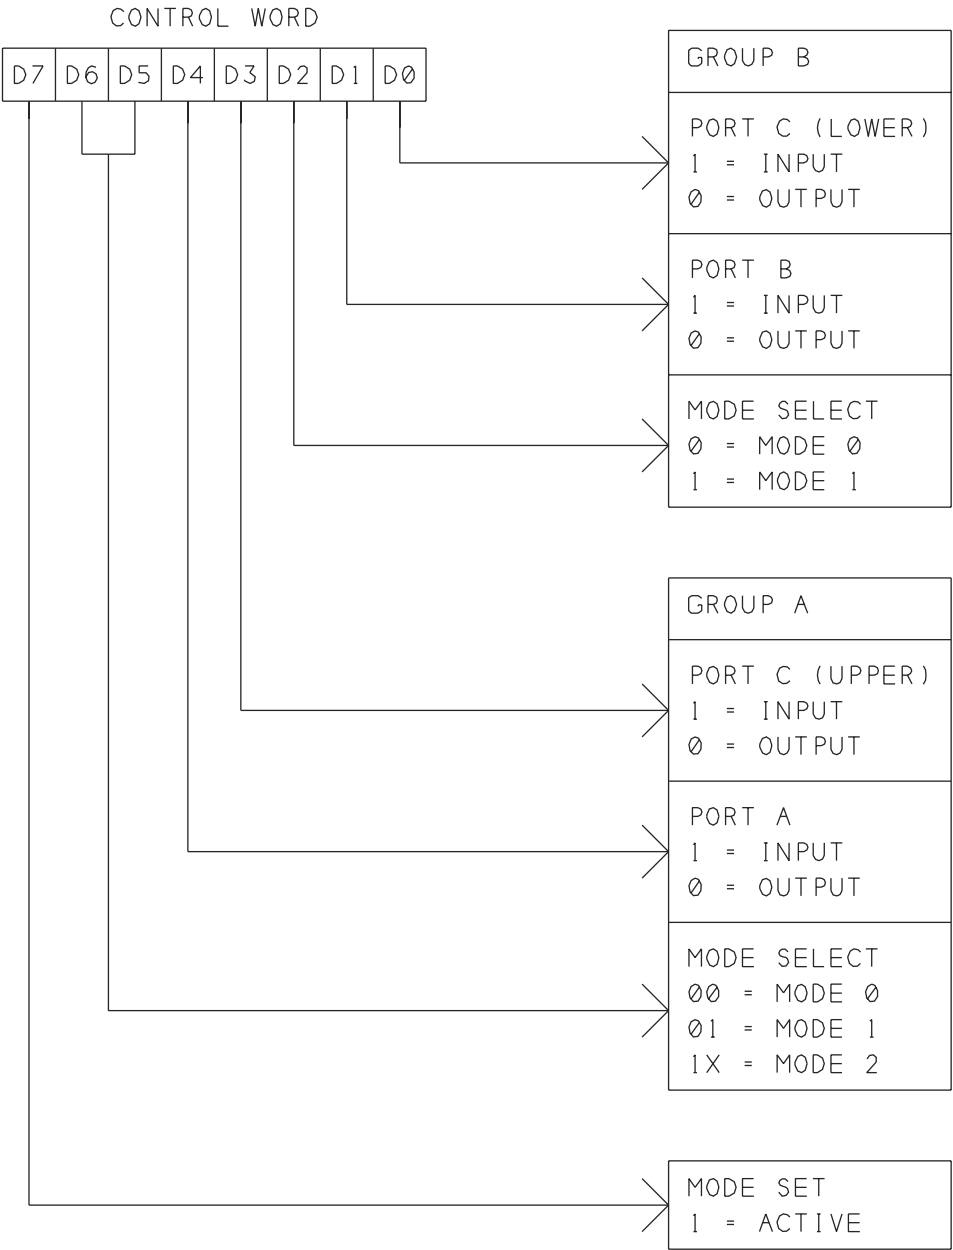 CONTROL WORD
D7 D6 D5 D4 D3 D2 D1 D0
GROUP B
PORT C (LOWER)
1 = INPUT
0 = OUTPUT
PORT B
1 = INPUT
0 = OUTPUT
MODE SELECT
0 = MODE 0
1 = MODE 1
GROUP A
PORT C (UPPER)
1 = INPUT
0 = OUTPUT
PORT A
1 = INPUT
0 = OUTPUT
MODE SELECT
00 = MODE 0
01 = MODE 1
1X = MODE 2
MODE SET
1 = ACTIVE